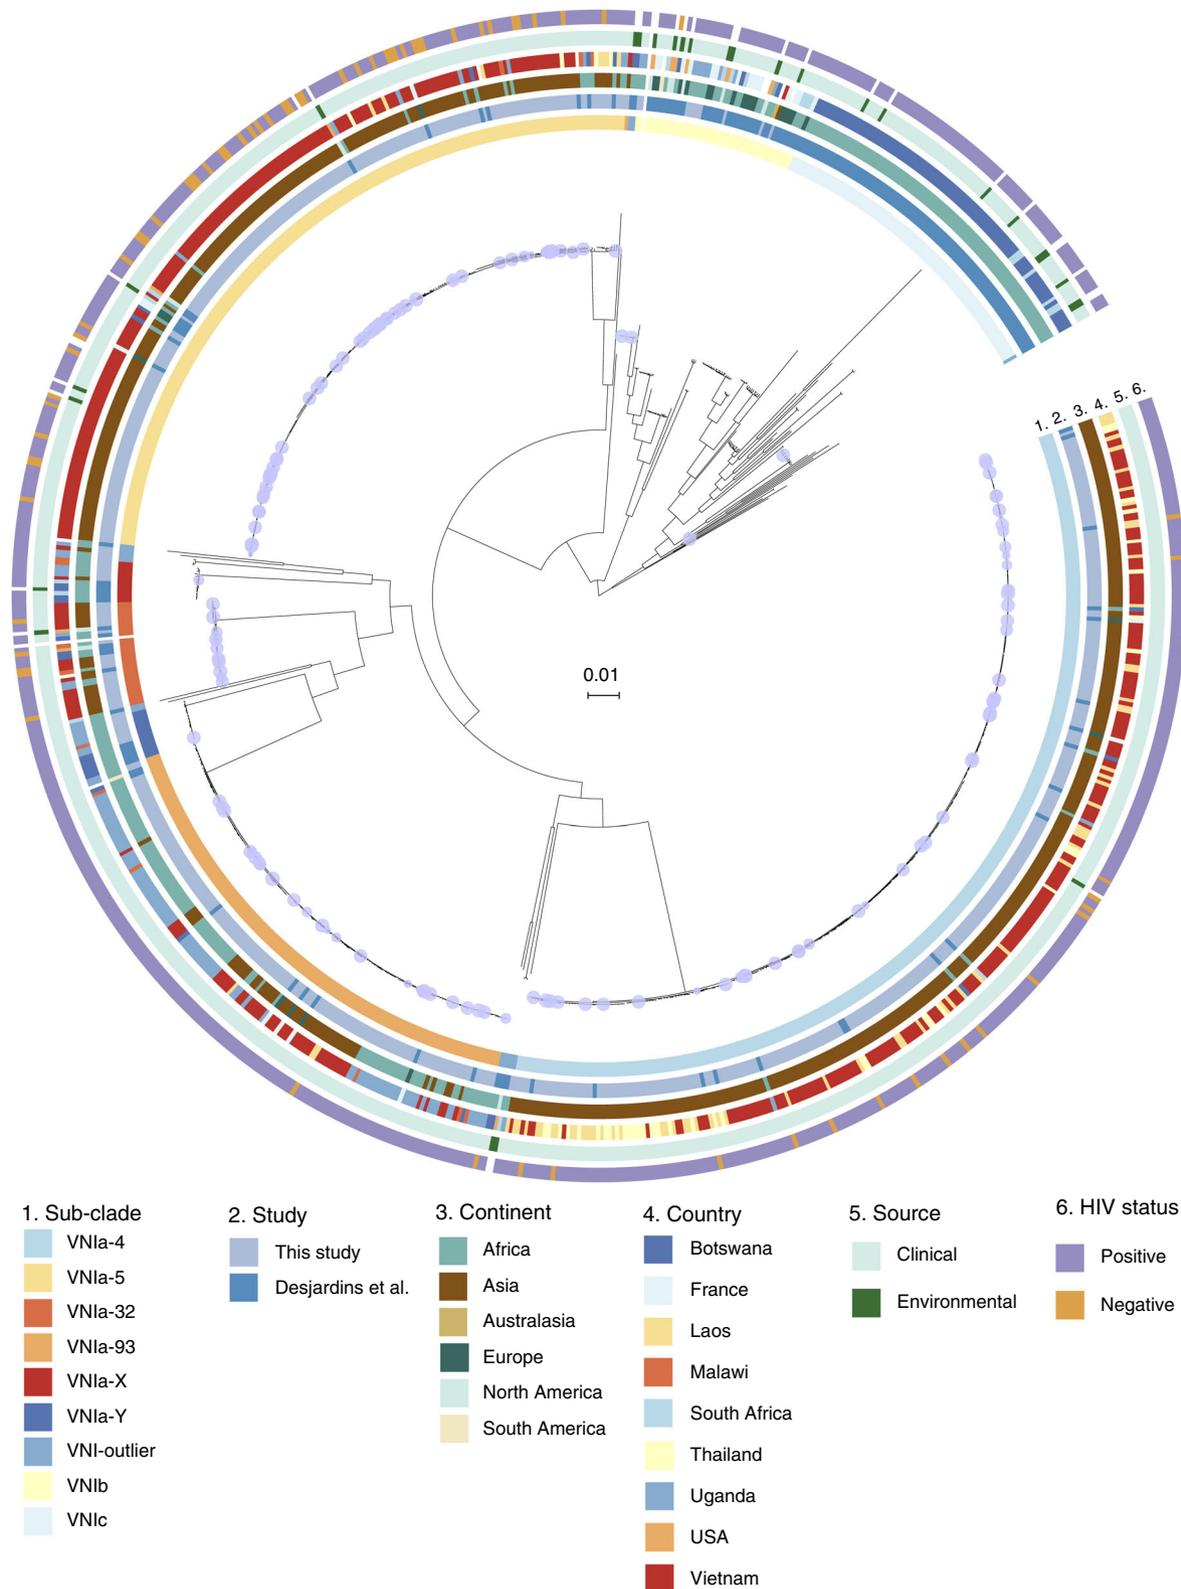 1. 2. 3. 4. 5. 6.
0.01
1. Sub-clade
VNIa-4
VNIa-5
VNIa-32
VNIa-93
VNIa-X
VNIa-Y
VNI-outlier
VNIb
VNIc
2. Study
This study
Desjardins et al.
3. Continent
Africa
Asia
Australasia
Europe
North America
South America
4. Country
Botswana
France
Laos
Malawi
South Africa
Thailand
Uganda
USA
Vietnam
5. Source
Clinical
Environmental
6. HIV status
Positive
Negative